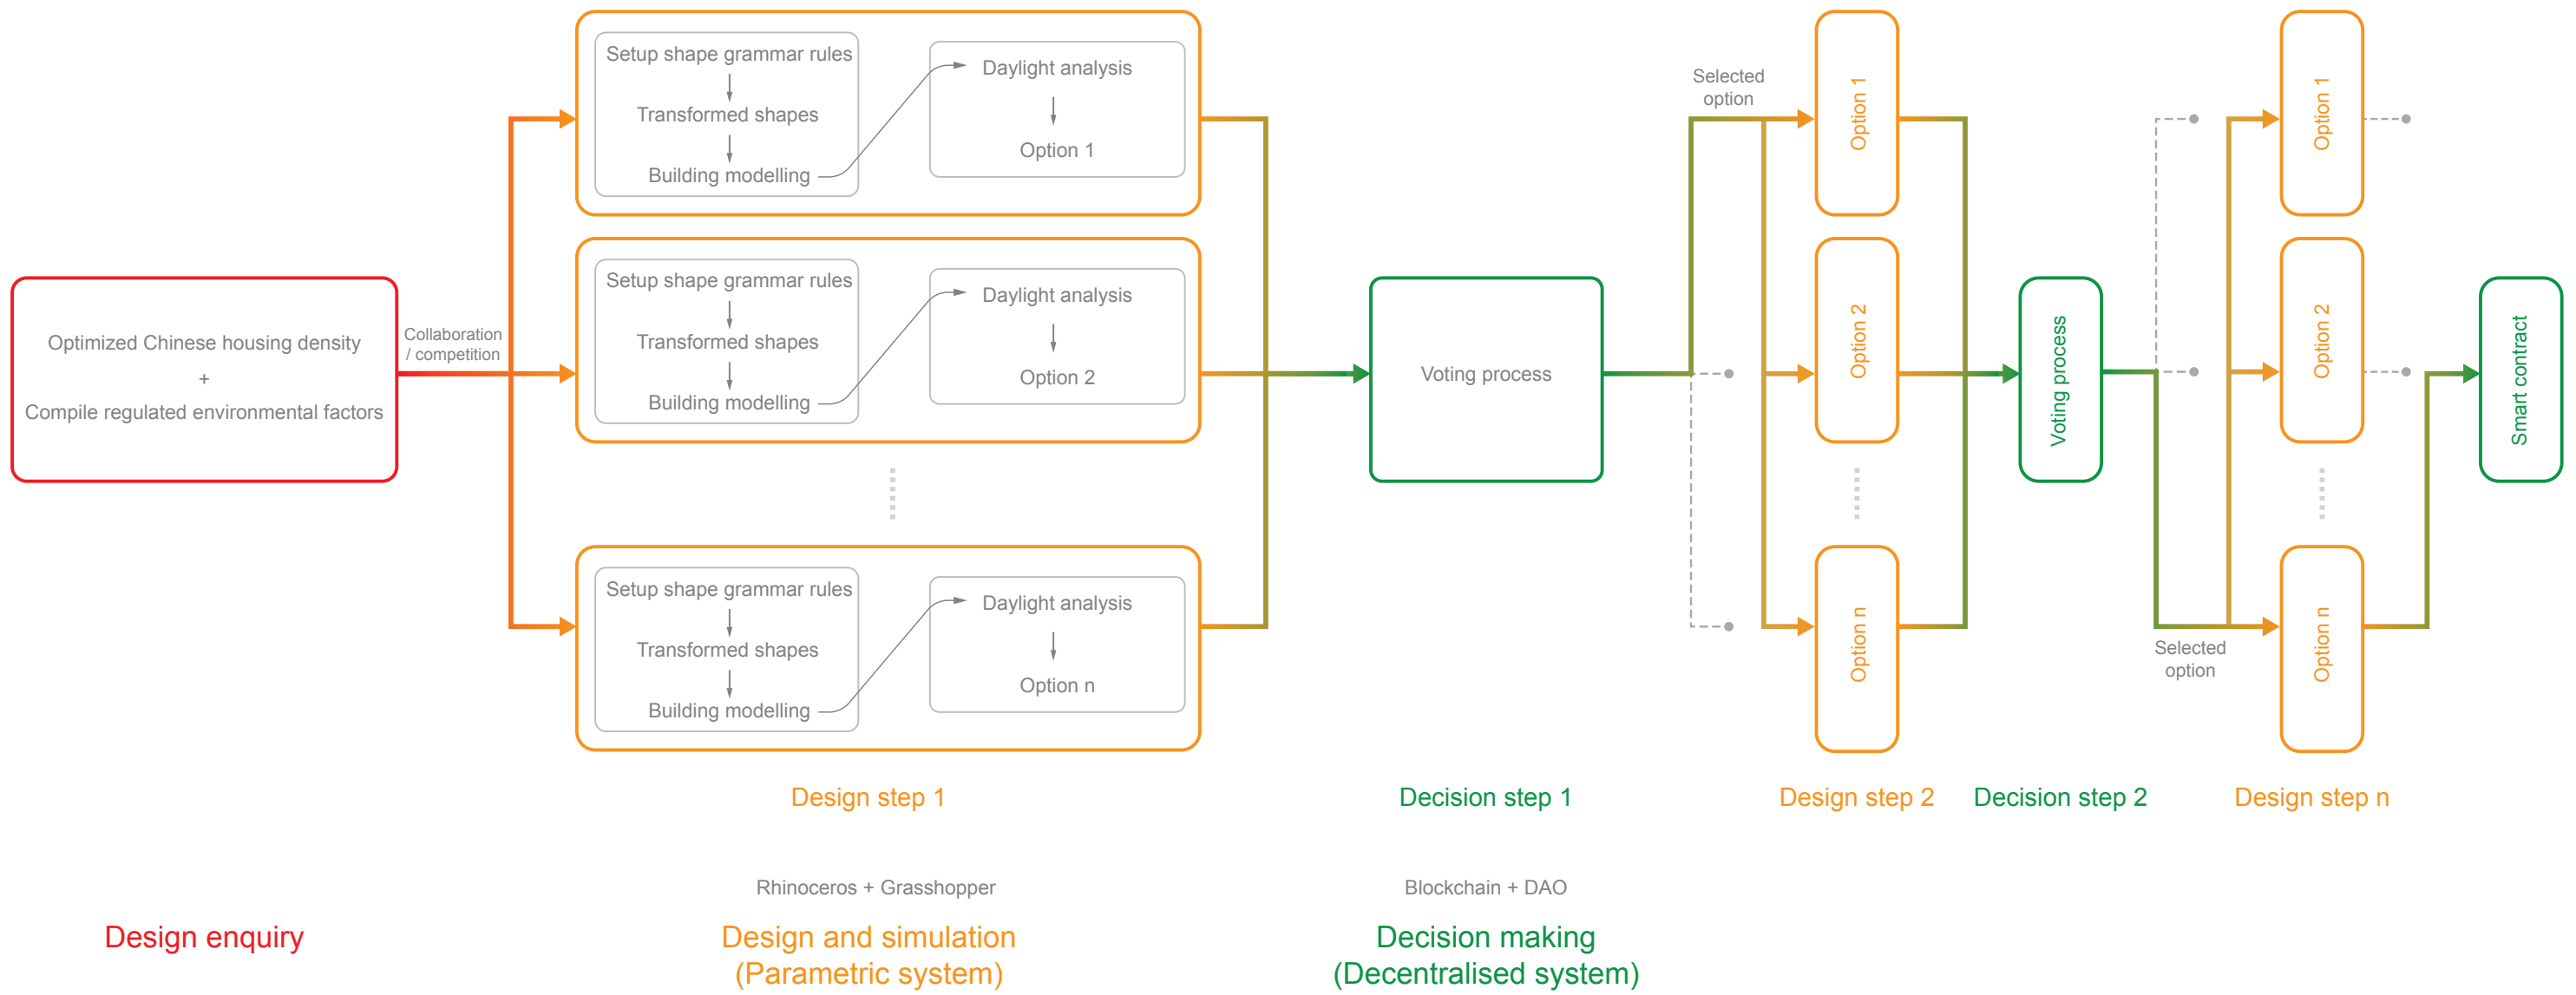 Optimized Chinese housing density
+
Compile regulated environmental factors
Collaboration
/ competition
Setup shape grammar rules
Transformed shapes
Building modelling
Daylight analysis
Option 1
Setup shape grammar rules
Transformed shapes
Building modelling
Daylight analysis
Option 2
Setup shape grammar rules
Transformed shapes
Building modelling
Daylight analysis
Option n
Voting process
Selected
option
Option 1
Option 2
Option n
Voting process
Selected
option
Option 1
Option 2
Option n
Smart contract
Design step 1
Decision step 1
Design step 2
Decision step 2
Design step n
Rhinoceros + Grasshopper
Blockchain + DAO
Design enquiry
Design and simulation
(Parametric system)
Decision making
(Decentralised system)